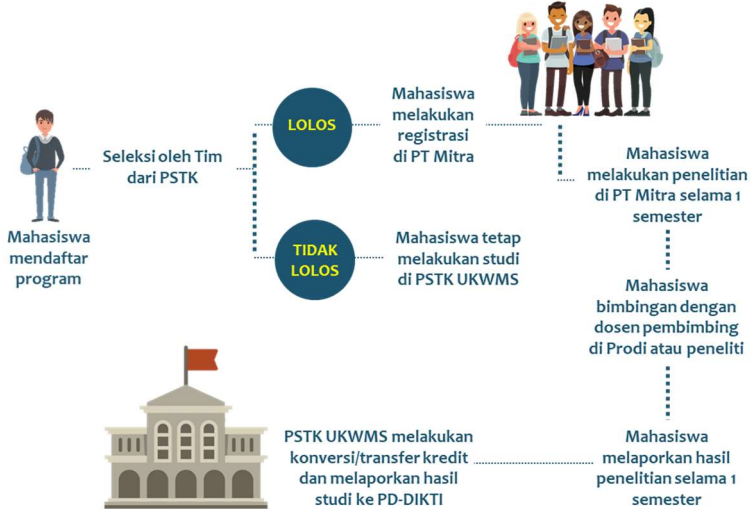 Mahasiswa
mendaftar
program
Seleksi oleh Tim
dari PSTK
LOLOS
Mahasiswa
melakukan
registrasi
di PT Mitra
TIDAK
LOLOS
Mahasiswa tetap
melakukan studi
di PSTK UKWMS
Mahasiswa
melakukan penelitian
di PT Mitra selama 1
semester
Mahasiswa
bimbingan dengan
dosen pembimbing
di Prodi atau peneliti
Mahasiswa
melaporkan hasil
penelitian selama 1
semester
PSTK UKWMS melakukan
konversi/transfer kredit
dan melaporkan hasil
studi ke PD-DIKTI